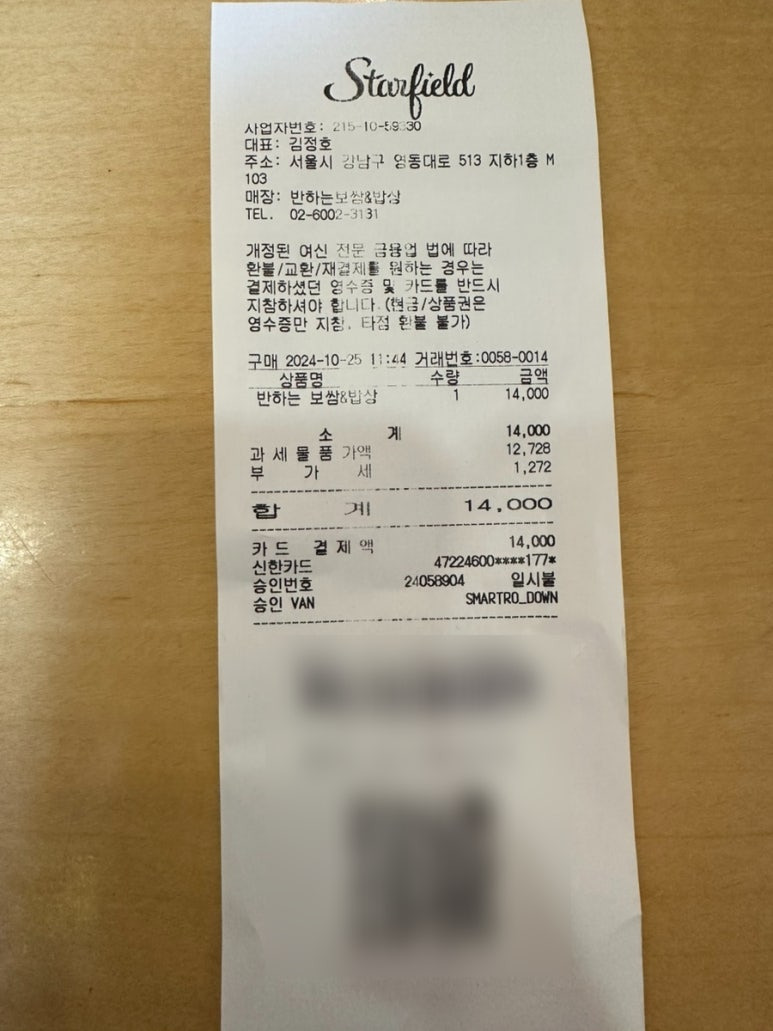 Starfield
사업자번호: 215-10-59330
대표: 김정호
주소: 서울시 강남구 영동대로 513 지하1층 M
103
매장: 반하는보쌈&밥상
TEL. 02-6002-3131
개정된 여신 전문 금융업 법에 따라
환불/교환/재결제를 원하는 경우는
결제하셨던 영수증 및 카드를 반드시
지참하셔야 합니다.(현금/상품권은
영수증만 지참, 타점 환불 불가)
구매 2024-10-25 11:44 거래번호:0058-0014
상품명 수량 금액
반하는 보쌈&밥상 1 14,000
소 계 14,000
과 세 물 품 가액 12,728
부 가 세 1,272
합 계 14,000
카 드 결 제 액 14,000
신한카드 47224600****177*
승인번호 24058904 일시불
승인 VAN SMARTRO_DOWN